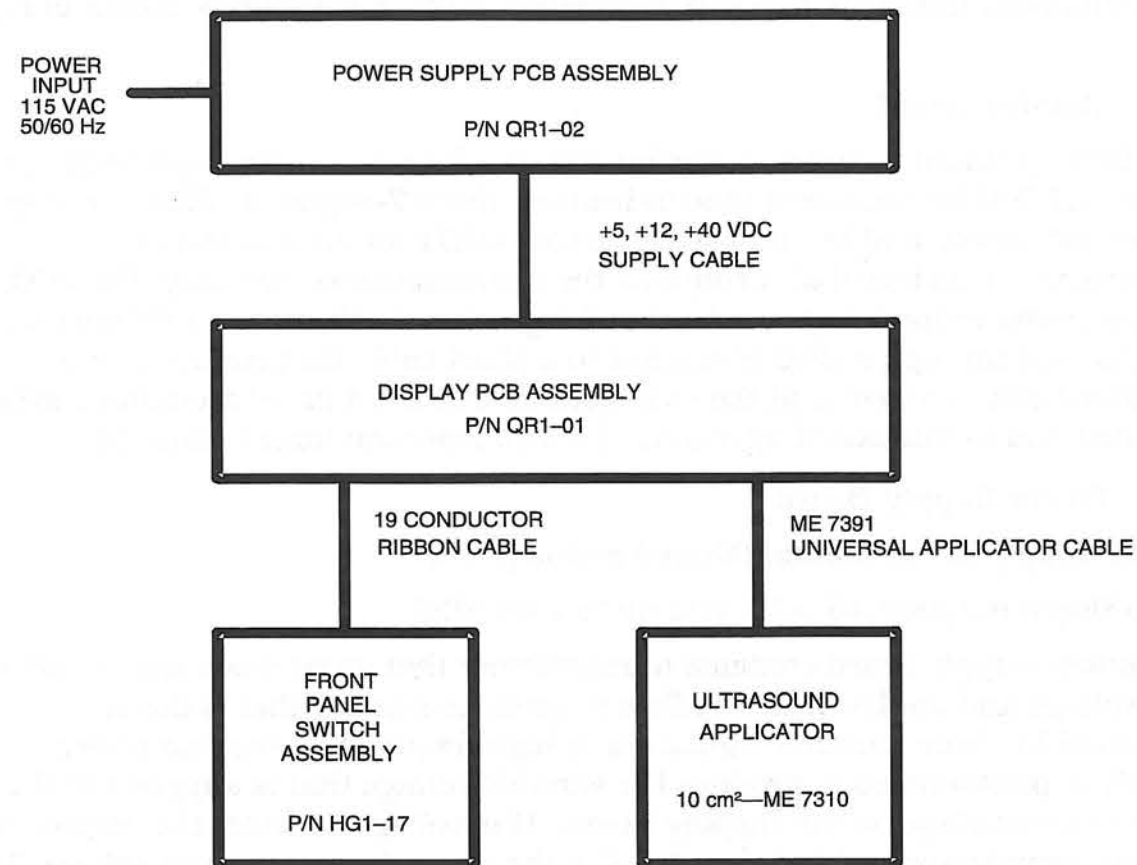 POWER
INPUT
115 VAC
50/60 Hz
POWER SUPPLY PCB ASSEMBLY
P/N QR1–02
+5, +12, +40 VDC
SUPPLY CABLE
DISPLAY PCB ASSEMBLY
P/N QR1–01
19 CONDUCTOR
RIBBON CABLE
ME 7391
UNIVERSAL APPLICATOR CABLE
FRONT
PANEL
SWITCH
ASSEMBLY
P/N HG1–17
ULTRASOUND
APPLICATOR
10 cm²—ME 7310